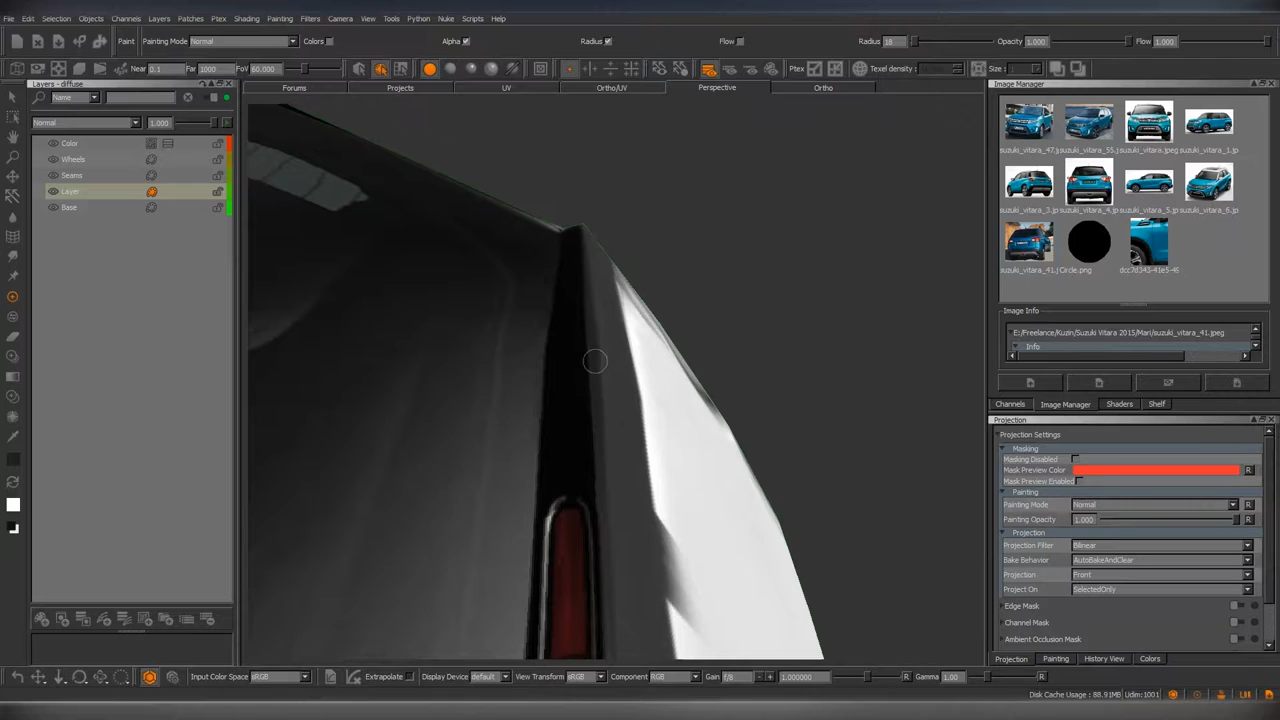 File Edit Selection Objects Channels Layers Patches Ptex Shading Painting Filters Camera View Tools Python Nuke Scripts Help
Paint Painting Mode Normal Colors Alpha Radius Flow Radius 18 Opacity 1.000 Flow 1.000
Near 0.1 Far 1000 FoV 60.000 Ptex Texel density Size 1
Layers - diffuse
Forums Projects UV Ortho/UV Perspective Ortho
Image Manager
Name
Normal 1.000
Color
Wheels
Seams
Layer
Base
suzuki_vitara_47.j suzuki_vitara_55.j suzuki_vitara.jpeg suzuki_vitara_1.jp
suzuki_vitara_3.j suzuki_vitara_4.jp suzuki_vitara_5.jp suzuki_vitara_6.jp
suzuki_vitara_41.j Circle.png dcc7d343-41e5-4
Image Info
E:/Freelance/Kuzin/Suzuki Vitara 2015/Mari/suzuki_vitara_41.jpeg
Info
Channels Image Manager Shaders Shelf
Projection
Projection Settings
Masking
Masking Disabled
Mask Preview Color R
Mask Preview Enabled R
Painting
Painting Mode Normal R
Painting Opacity 1.000 R
Projection
Projection Filter Bilinear
Bake Behavior AutoBakeAndClear
Projection Front
Project On SelectedOnly
Edge Mask
Channel Mask
Ambient Occlusion Mask
Projection Painting History View Colors
Input Color Space sRGB Extrapolate Display Device default View Transform sRGB Component RGB Gain f/8 - + 1.000000 R Gamma 1.00 R
Disk Cache Usage : 88.91MB Udim:1001